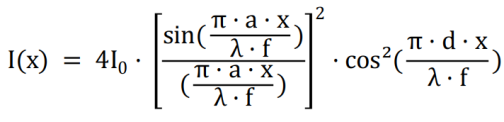 I(x) = 4I₀ · [sin(π · a · x / λ · f) / (π · a · x / λ · f)]² · cos²(π · d · x / λ · f)